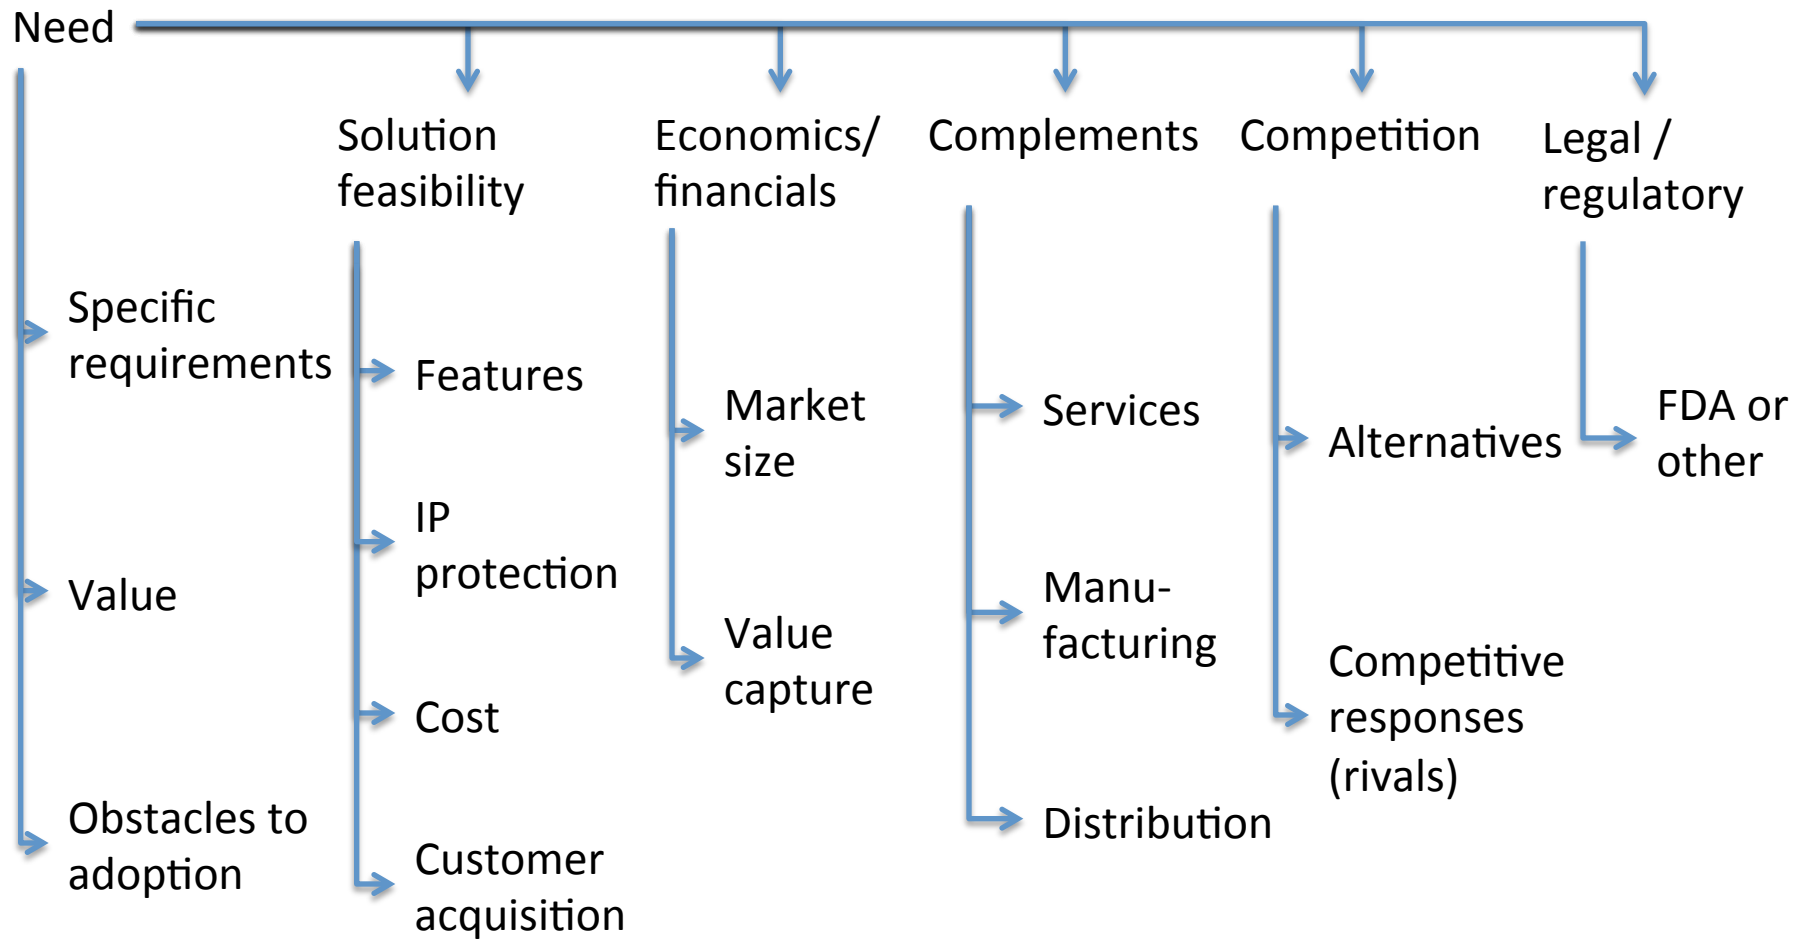 Need
Solution
feasibility
Economics/
financials
Complements
Competition
Legal /
regulatory
Specific
requirements
Value
Obstacles to
adoption
Features
IP
protection
Cost
Customer
acquisition
Market
size
Value
capture
Services
Manu-
facturing
Distribution
Alternatives
Competitive
responses
(rivals)
FDA or
other